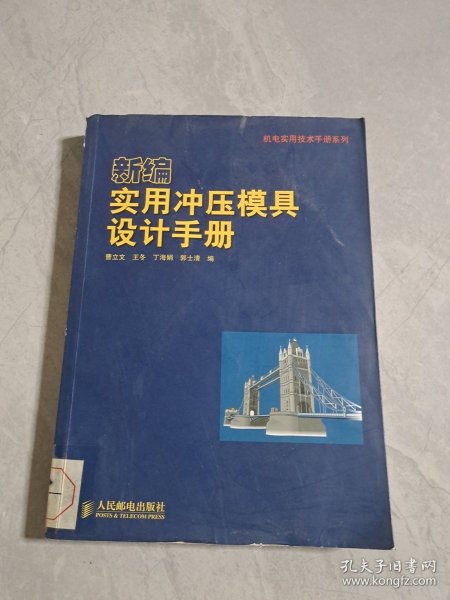 机电实用技术手册系列
新编
实用冲压模具
设计手册
曹立文 王冬 丁海娟 郭士清 编
人民邮电出版社
POSTS & TELECOM PRESS
孔夫子旧书网
www.kongfz.com